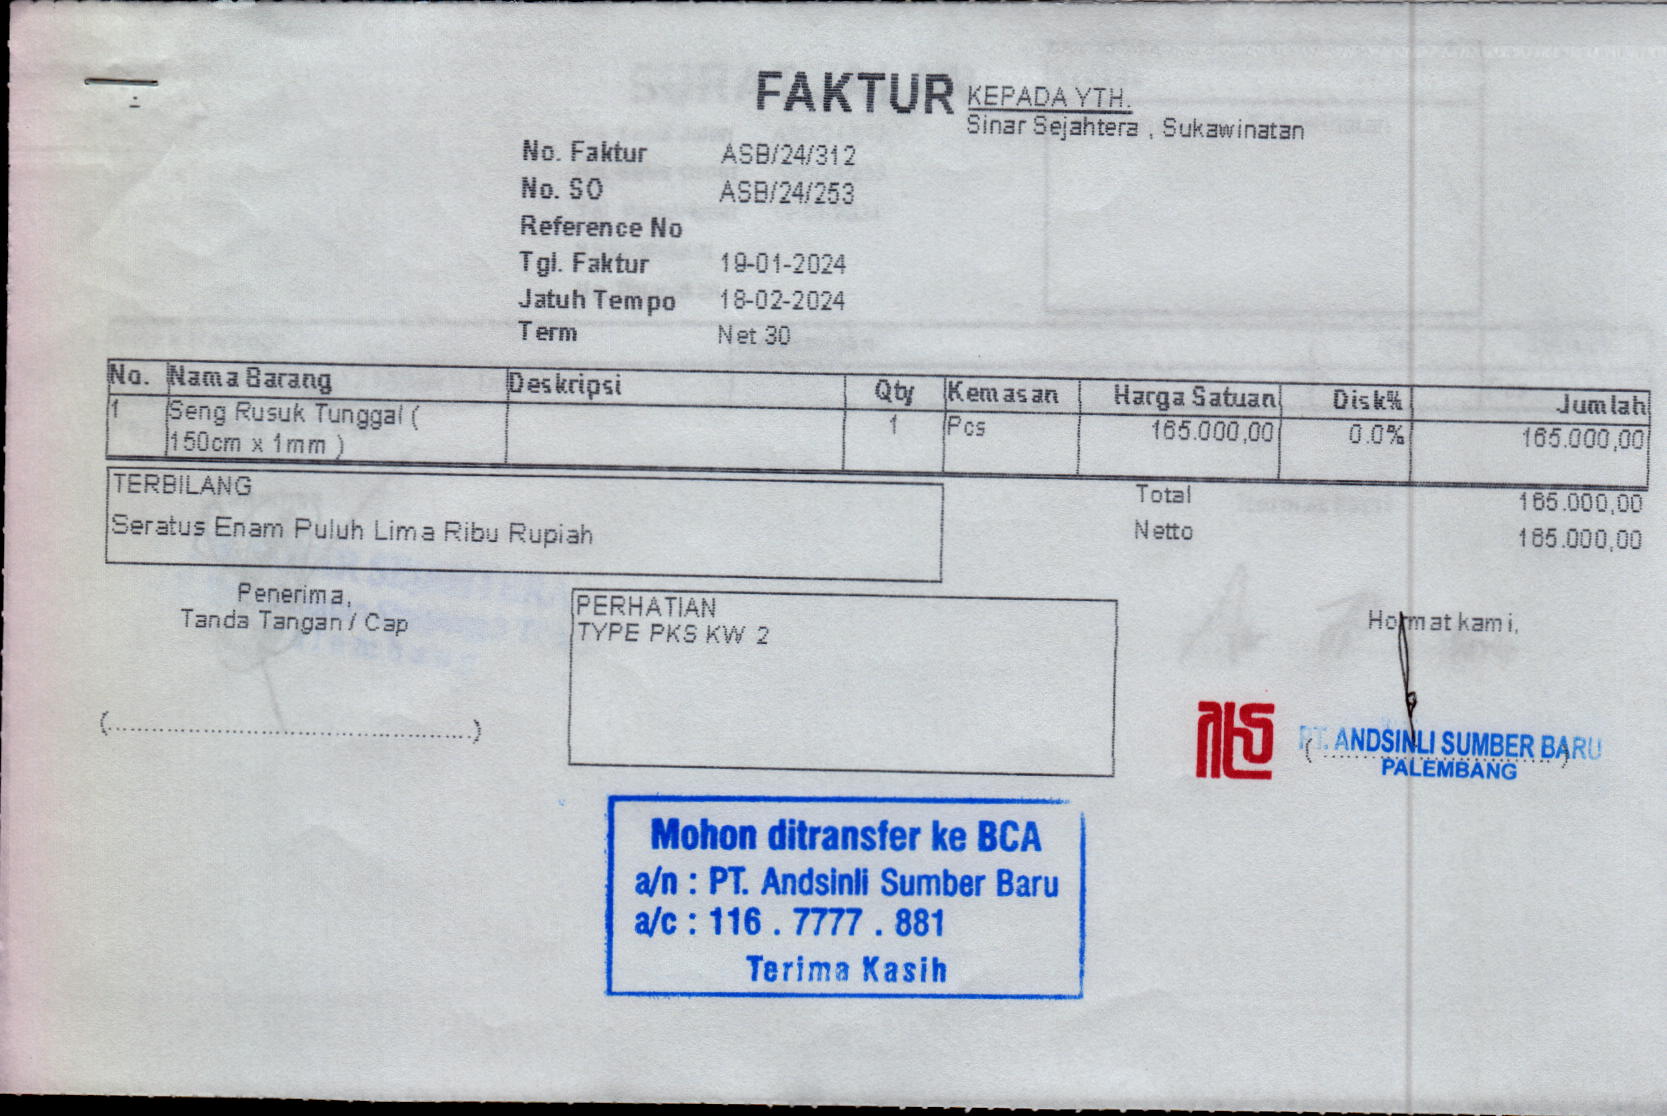 FAKTUR
KEPADA YTH.
Sinar Sejahtera , Sukawinatan
No. Faktur ASB/24/312
No. SO ASB/24/253
Reference No
Tgl. Faktur 19-01-2024
Jatuh Tempo 18-02-2024
Term Net 30
No. Nama Barang Deskripsi Qty Kemasan Harga Satuan Disk% Jumlah
1 Seng Rusuk Tunggal ( 1 Pcs 165.000,00 0.0% 165.000,00
150cm x 1mm )
TERBILANG
Seratus Enam Puluh Lima Ribu Rupiah
Total 165.000,00
Netto 165.000,00
Penerima,
Tanda Tangan / Cap
(.............................................)
PERHATIAN
TYPE PKS KW 2
Hormat kami,
PT. ANDSINLI SUMBER BARU
PALEMBANG
Mohon ditransfer ke BCA
a/n : PT. Andsinli Sumber Baru
a/c : 116 . 7777 . 881
Terima Kasih